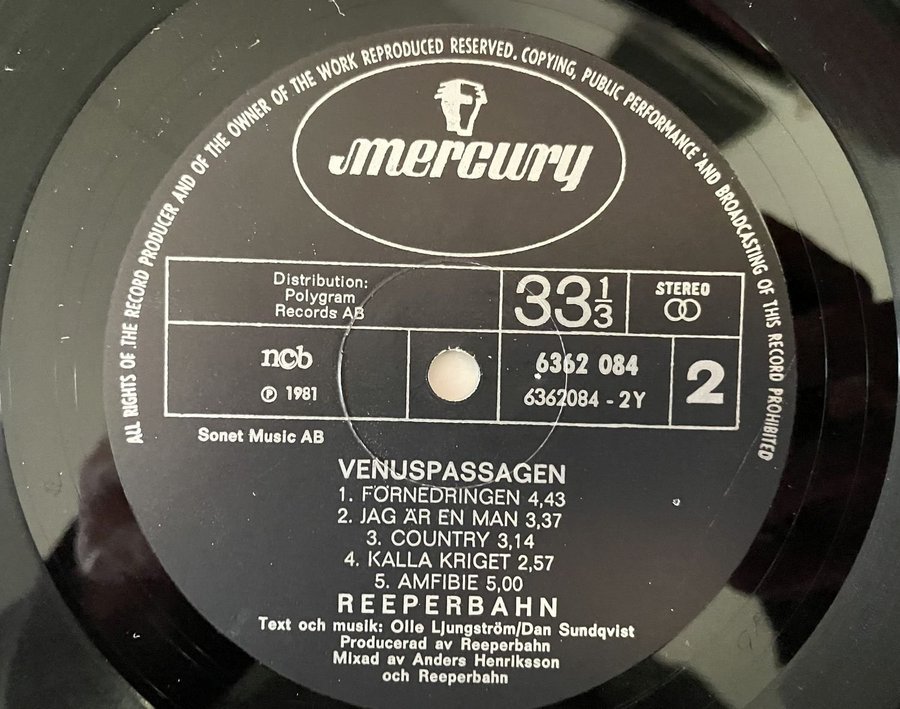 ALL RIGHTS OF THE RECORD PRODUCER AND OF THE OWNER OF THE WORK REPRODUCED RESERVED. COPYING, PUBLIC PERFORMANCE AND BROADCASTING OF THIS RECORD PROHIBITED
mercury
Distribution:
Polygram
Records AB
33 1/3
STEREO
ncb
Ⓟ 1981
6362 084
6362084 - 2Y
2
Sonet Music AB
VENUSPASSAGEN
1. FÖRNEDRINGEN 4,43
2. JAG ÄR EN MAN 3,37
3. COUNTRY 3,14
4. KALLA KRIGET 2,57
5. AMFIBIE 5,00
REEPERBAHN
Text och musik: Olle Ljungström/Dan Sundqvist
Producerad av Reeperbahn
Mixad av Anders Henriksson
och Reeperbahn